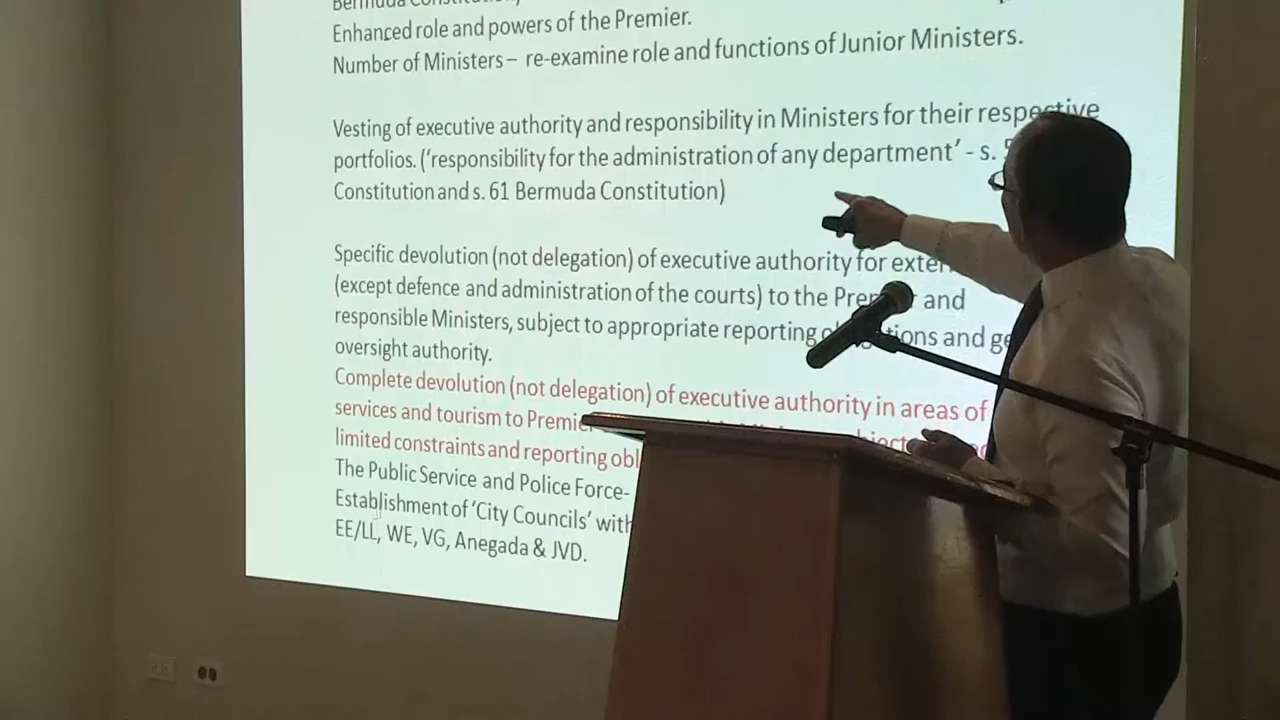 Bermuda Constitution,
Enhanced role and powers of the Premier.
Number of Ministers – re-examine role and functions of Junior Ministers.
Vesting of executive authority and responsibility in Ministers for their respective
portfolios. ('responsibility for the administration of any department' - s.
Constitution and s. 61 Bermuda Constitution)
Specific devolution (not delegation) of executive authority for
(except defence and administration of the courts) to the and
responsible Ministers, subject to appropriate reporting and
oversight authority.
Complete devolution (not delegation) of executive authority in areas of
services and tourism to
limited constraints and reporting
The Public Service and Police Force-
Establishment of 'City Councils' with
EE/LL, WE, VG, Anegada & JVD.